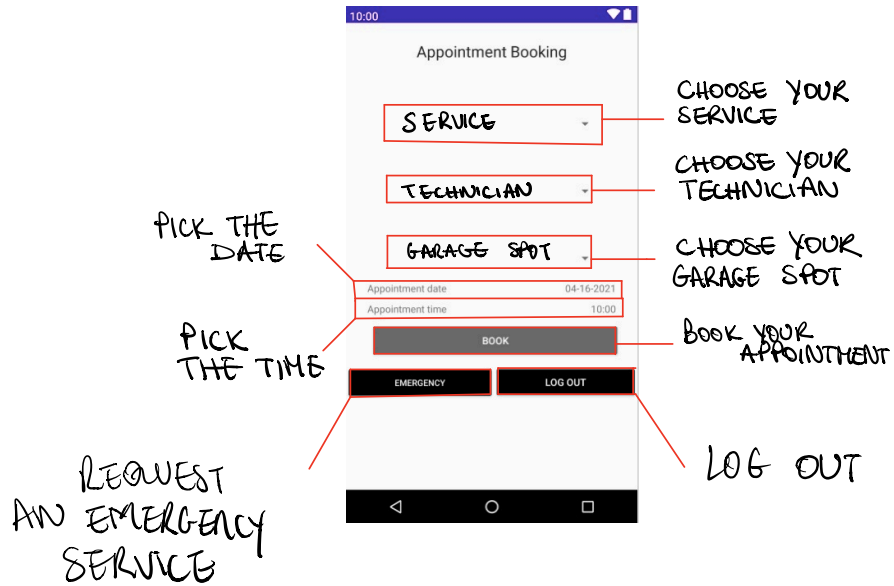 10:00
Appointment Booking
SERVICE
CHOOSE YOUR
SERVICE
TECHNICIAN
CHOOSE YOUR
TECHNICIAN
PICK THE
DATE
GARAGE SPOT
CHOOSE YOUR
GARAGE SPOT
Appointment date 04-16-2021
Appointment time 10:00
PICK
THE TIME
BOOK
BOOK YOUR
APPOINTMENT
EMERGENCY
LOG OUT
REQUEST
AN EMERGENCY
SERVICE
LOG OUT